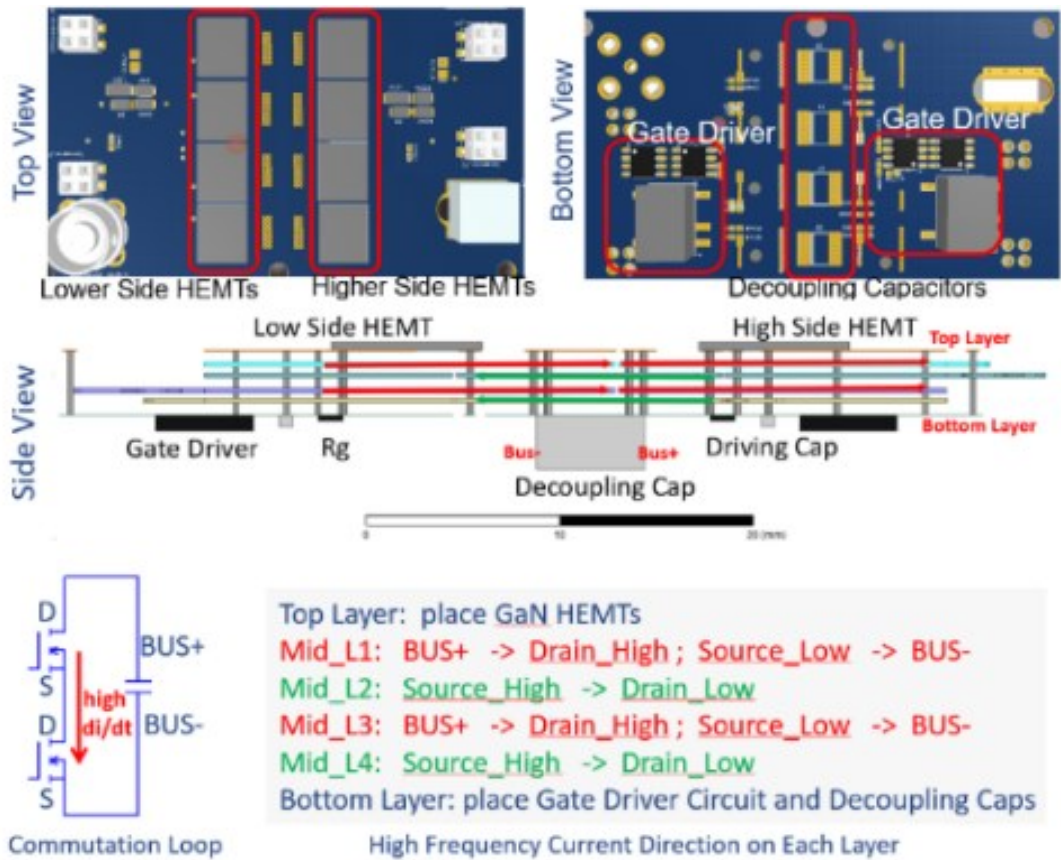 Top View
Lower Side HEMTs
Higher Side HEMTs
Bottom View
Gate Driver
Gate Driver
Decoupling Capacitors
Side View
Low Side HEMT
High Side HEMT
Top Layer
Bottom Layer
Gate Driver
Rg
Bus-
Bus+
Driving Cap
Decoupling Cap
0
10
20 (mm)
D
S
D
S
BUS+
BUS-
high
di/dt
Commutation Loop
Top Layer: place GaN HEMTs
Mid_L1: BUS+ -> Drain_High ; Source_Low -> BUS-
Mid_L2: Source_High -> Drain_Low
Mid_L3: BUS+ -> Drain_High ; Source_Low -> BUS-
Mid_L4: Source_High -> Drain_Low
Bottom Layer: place Gate Driver Circuit and Decoupling Caps
High Frequency Current Direction on Each Layer